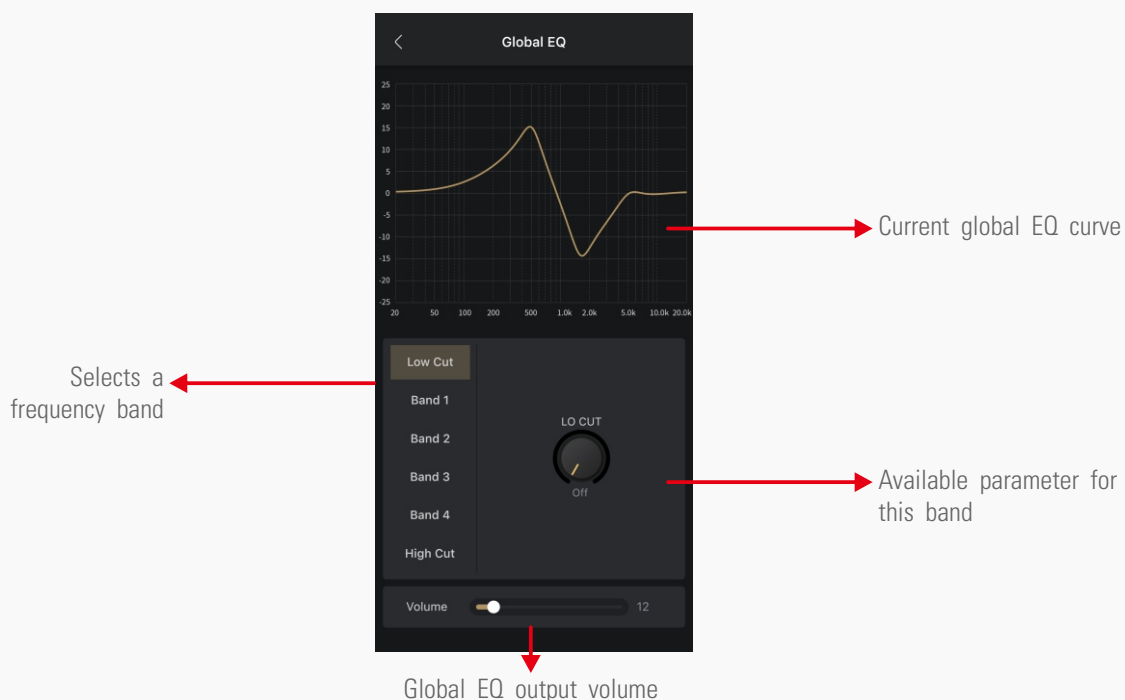 Global EQ
25
20
15
10
5
0
-5
-10
-15
-20
-25
20 50 100 200 500 1.0k 2.0k 5.0k 10.0k 20.0k
Current global EQ curve
Selects a
frequency band
Low Cut
Band 1
Band 2
Band 3
Band 4
High Cut
LO CUT
Off
Available parameter for
this band
Volume 12
Global EQ output volume